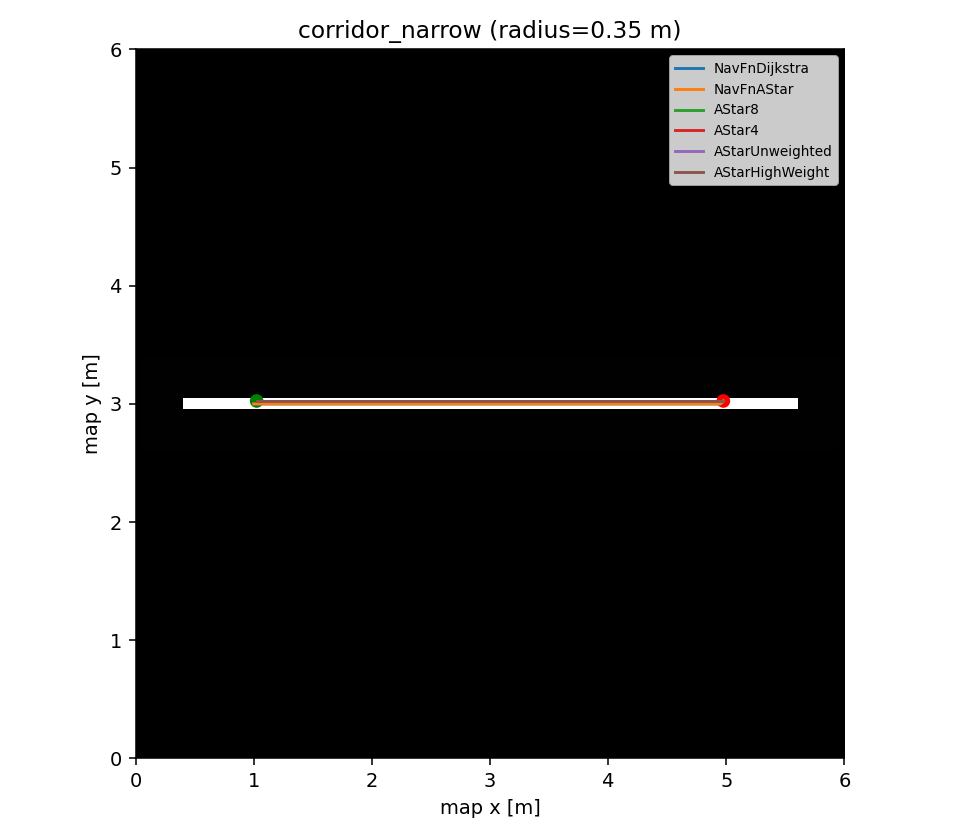 corridor_narrow (radius=0.35 m)
NavFnDijkstra
NavFnAStar
AStar8
AStar4
AStarUnweighted
AStarHighWeight
6
5
4
3
2
1
0
map y [m]
0 1 2 3 4 5 6
map x [m]